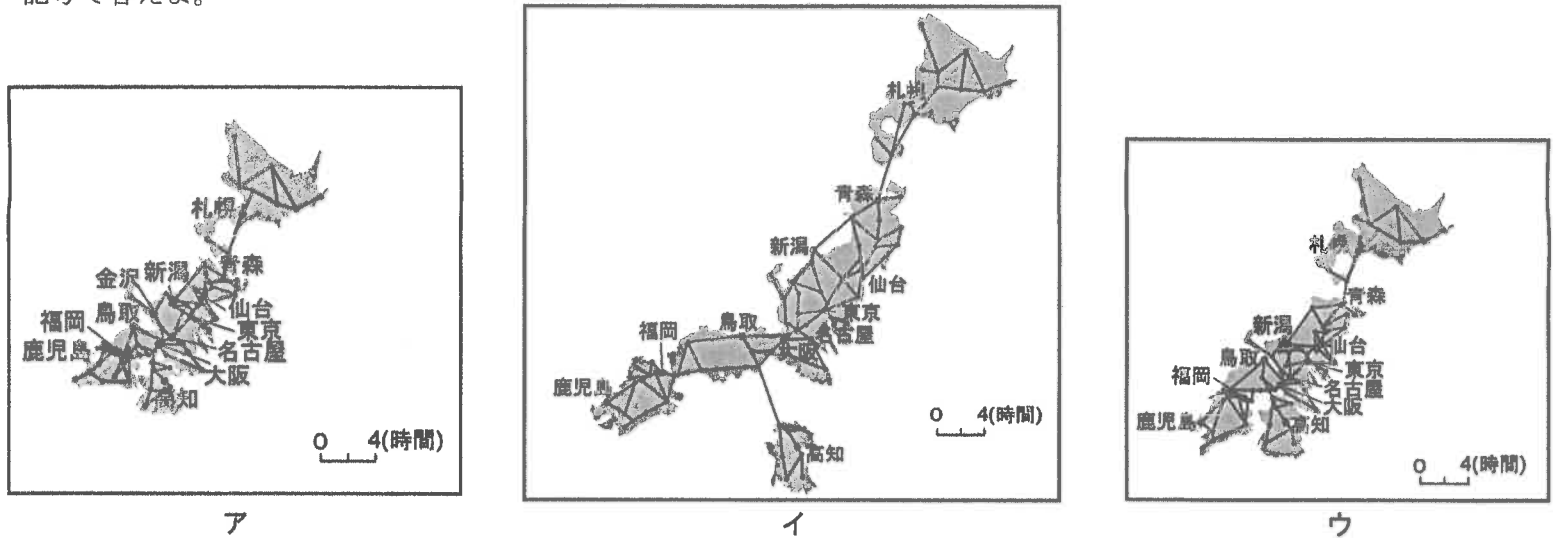 記号で答えよ。
札幌
青森
新潟
金沢
仙台
鳥取
東京
福岡
名古屋
鹿児島
大阪
高知
0 4(時間)
ア
札幌
青森
新潟
仙台
東京
名古屋
鳥取
大阪
福岡
鹿児島
高知
0 4(時間)
イ
札
青森
新潟
仙台
鳥取
東京
福岡
名古屋
大阪
鹿児島
高知
0 4(時間)
ウ